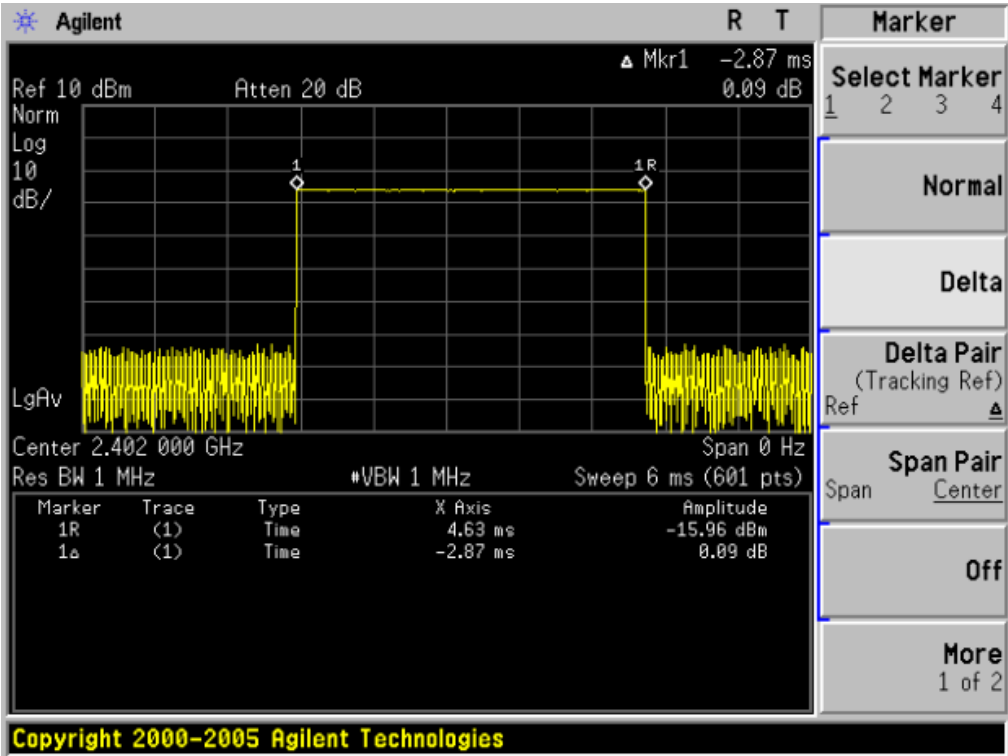 Agilent R T
Δ Mkr1 -2.87 ms
Ref 10 dBm Atten 20 dB 0.09 dB
Norm
Log
10
dB/
1 1R
LgAv
Center 2.402 000 GHz Span 0 Hz
Res BW 1 MHz #VBW 1 MHz Sweep 6 ms (601 pts)
Marker Trace Type X Axis Amplitude
1R (1) Time 4.63 ms -15.96 dBm
1Δ (1) Time -2.87 ms 0.09 dB
Marker
Select Marker
1 2 3 4
Normal
Delta
Delta Pair
(Tracking Ref)
Ref Δ
Span Pair
Span Center
Off
More
1 of 2
Copyright 2000-2005 Agilent Technologies